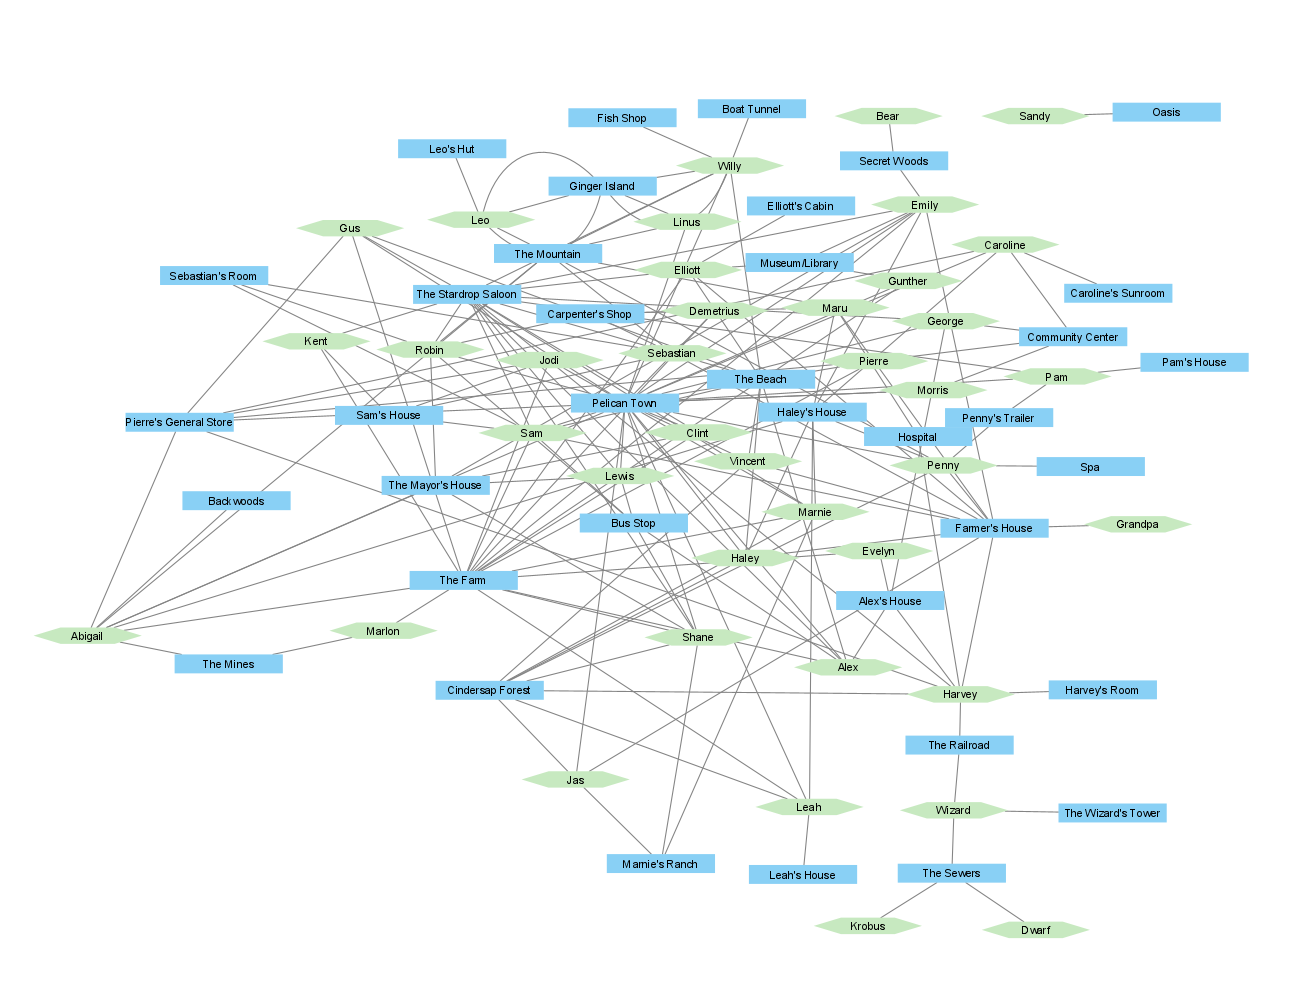 Boat Tunnel
Fish Shop
Bear
Sandy
Oasis
Leo's Hut
Secret Woods
Willy
Ginger Island
Emily
Elliott's Cabin
Leo
Linus
Gus
Caroline
The Mountain
Museum/Library
Elliott
Sebastian's Room
Gunther
Caroline's Sunroom
The Stardrop Saloon
Maru
Demetrius
Carpenter's Shop
George
Community Center
Kent
Robin
Sebastian
Jodi
Pierre
Pam's House
Pam
The Beach
Morris
Pelican Town
Haley's House
Sam's House
Penny's Trailer
Pierre's General Store
Sam
Clint
Hospital
Vincent
Penny
Spa
Lewis
The Mayor's House
Backwoods
Marnie
Bus Stop
Grandpa
Farmer's House
Evelyn
Haley
The Farm
Alex's House
Marlon
Abigail
Shane
The Mines
Alex
Cindersap Forest
Harvey
Harvey's Room
The Railroad
Jas
Leah
Wizard
The Wizard's Tower
Marnie's Ranch
Leah's House
The Sewers
Krobus
Dwarf